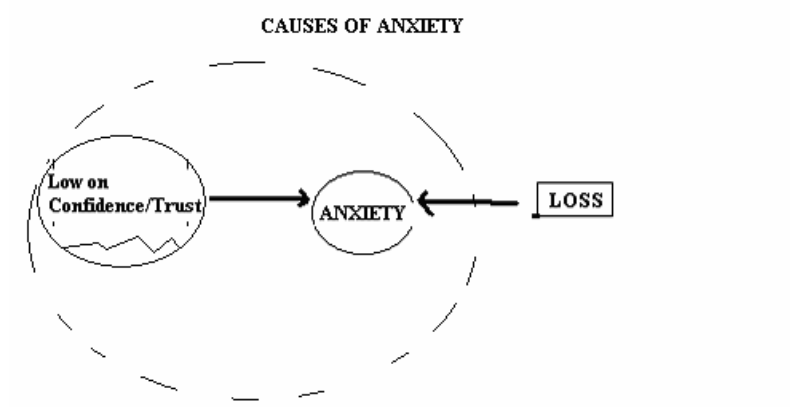 CAUSES OF ANXIETY
Low on
Confidence/Trust
ANXIETY
LOSS